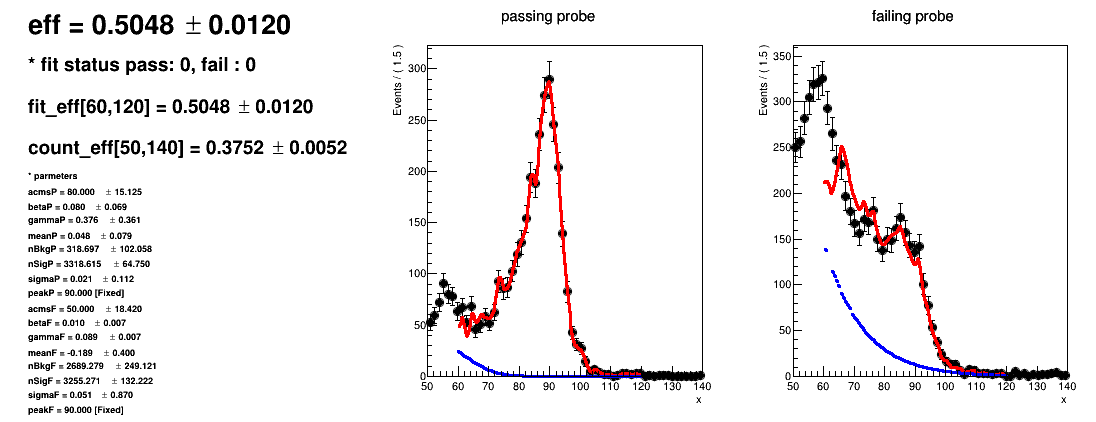 eff = 0.5048 ± 0.0120
* fit status pass: 0, fail : 0
fit_eff[60,120] = 0.5048 ± 0.0120
count_eff[50,140] = 0.3752 ± 0.0052
* parmeters
acmsP = 80.000 ± 15.125
betaP = 0.080 ± 0.069
gammaP = 0.376 ± 0.361
meanP = 0.048 ± 0.079
nBkgP = 318.697 ± 102.058
nSigP = 3318.615 ± 64.750
sigmaP = 0.021 ± 0.112
peakP = 90.000 [Fixed]
acmsF = 50.000 ± 18.420
betaF = 0.010 ± 0.007
gammaF = 0.089 ± 0.007
meanF = -0.189 ± 0.400
nBkgF = 2689.279 ± 249.121
nSigF = 3255.271 ± 132.222
sigmaF = 0.051 ± 0.870
peakF = 90.000 [Fixed]
passing probe
Events / ( 1.5 )
300
250
200
150
100
50
0
50 60 70 80 90 100 110 120 130 140
x
failing probe
Events / ( 1.5 )
350
300
250
200
150
100
50
0
50 60 70 80 90 100 110 120 130 140
x